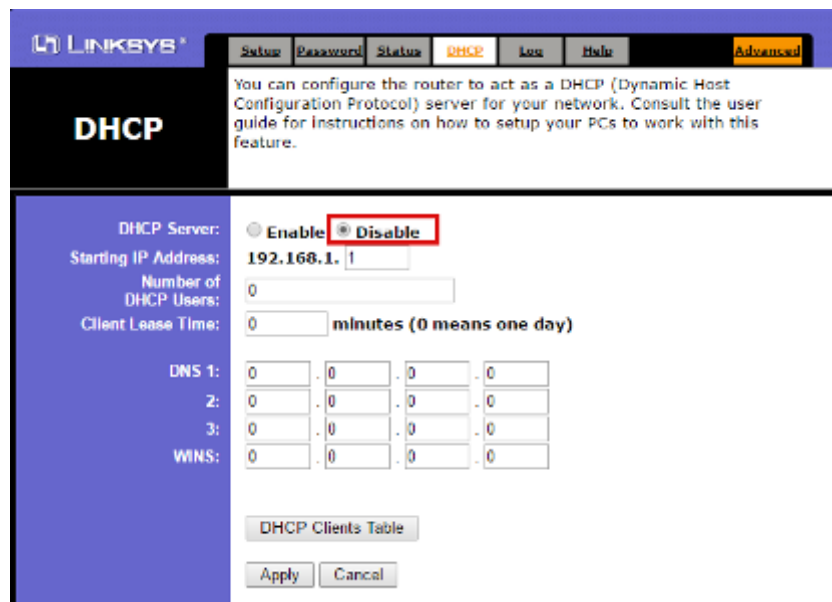 LINKSYS®
Setup Password Status DHCP Log Help Advanced
DHCP
You can configure the router to act as a DHCP (Dynamic Host
Configuration Protocol) server for your network. Consult the user
guide for instructions on how to setup your PCs to work with this
feature.
DHCP Server: Enable Disable
Starting IP Address: 192.168.1. 1
Number of
DHCP Users: 0
Client Lease Time: 0 minutes (0 means one day)
DNS 1: 0 . 0 . 0 . 0
2: 0 . 0 . 0 . 0
3: 0 . 0 . 0 . 0
WINS: 0 . 0 . 0 . 0
DHCP Clients Table
Apply Cancel